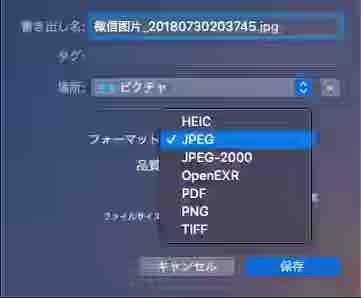 書き出し名: 微信图片_20180730203745.jpg
タグ:
場所: ピクチャ
HEIC
フォーマット ✓ JPEG
品質 JPEG-2000
OpenEXR
PDF
ファイルサイズ PNG
TIFF
キャンセル 保存